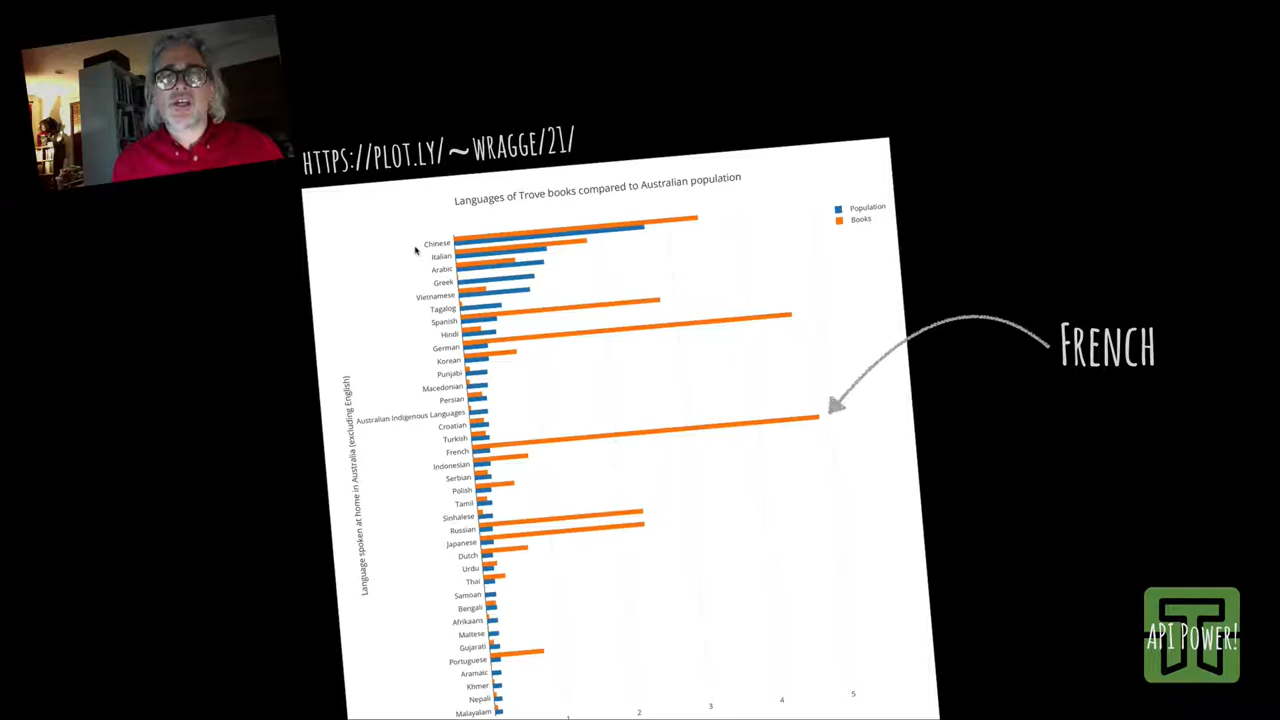 HTTPS://PLOT.LY/~WRAGGE/21/
Languages of Trove books compared to Australian population
Population
Books
Language spoken at home in Australia (excluding English)
Chinese
Italian
Arabic
Greek
Vietnamese
Tagalog
Spanish
Hindi
German
Korean
Punjabi
Macedonian
Persian
Australian Indigenous Languages
Croatian
Turkish
French
Indonesian
Serbian
Polish
Tamil
Sinhalese
Russian
Japanese
Dutch
Urdu
Thai
Samoan
Bengali
Afrikaans
Maltese
Gujarati
Portuguese
Aramaic
Khmer
Nepali
Malayalam
1 2 3 4 5
FRENCH
API POWER!